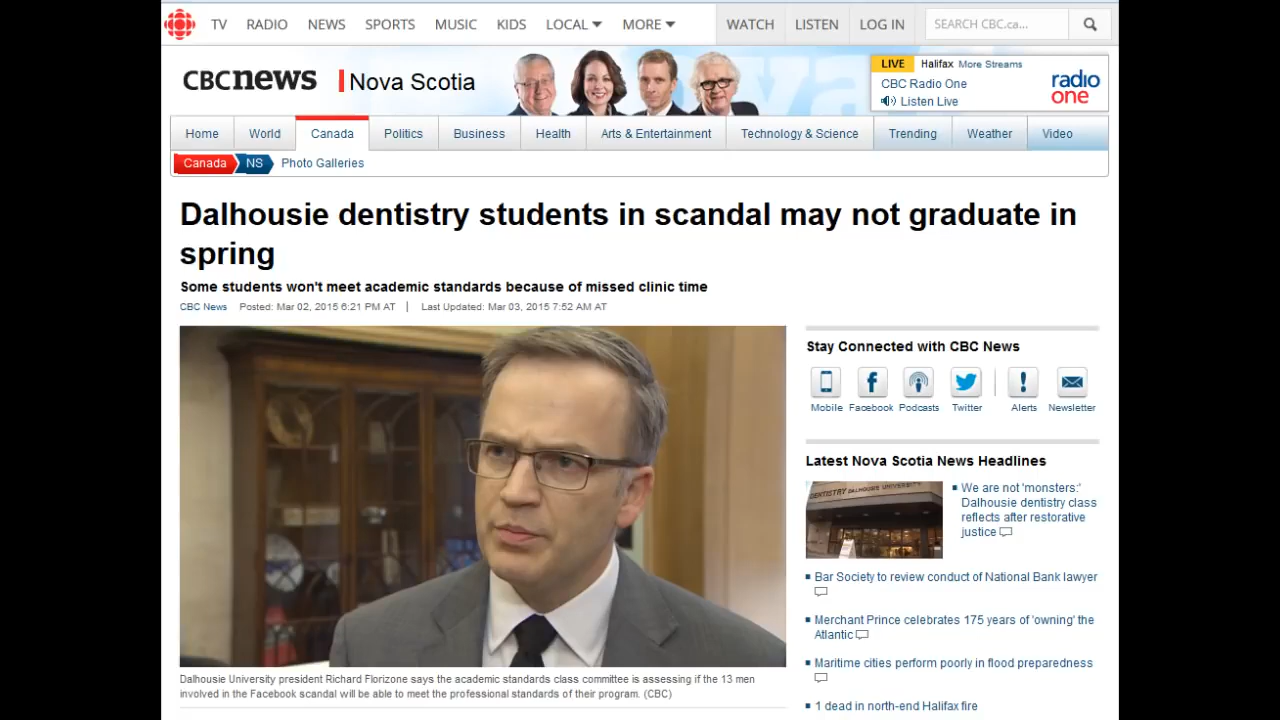 TV RADIO NEWS SPORTS MUSIC KIDS LOCAL MORE WATCH LISTEN LOG IN SEARCH CBC.ca...
CBCnews Nova Scotia
LIVE Halifax More Streams
CBC Radio One
Listen Live
radio
one
Home World Canada Politics Business Health Arts & Entertainment Technology & Science Trending Weather Video
Canada NS Photo Galleries
Dalhousie dentistry students in scandal may not graduate in
spring
Some students won't meet academic standards because of missed clinic time
CBC News Posted: Mar 02, 2015 6:21 PM AT | Last Updated: Mar 03, 2015 7:52 AM AT
Dalhousie University president Richard Florizone says the academic standards class committee is assessing if the 13 men
involved in the Facebook scandal will be able to meet the professional standards of their program. (CBC)
Stay Connected with CBC News
Mobile Facebook Podcasts Twitter Alerts Newsletter
Latest Nova Scotia News Headlines
DENTISTRY DALHOUSIE UNIVERSITY
We are not 'monsters:'
Dalhousie dentistry class
reflects after restorative
justice
Bar Society to review conduct of National Bank lawyer
Merchant Prince celebrates 175 years of 'owning' the
Atlantic
Maritime cities perform poorly in flood preparedness
1 dead in north-end Halifax fire